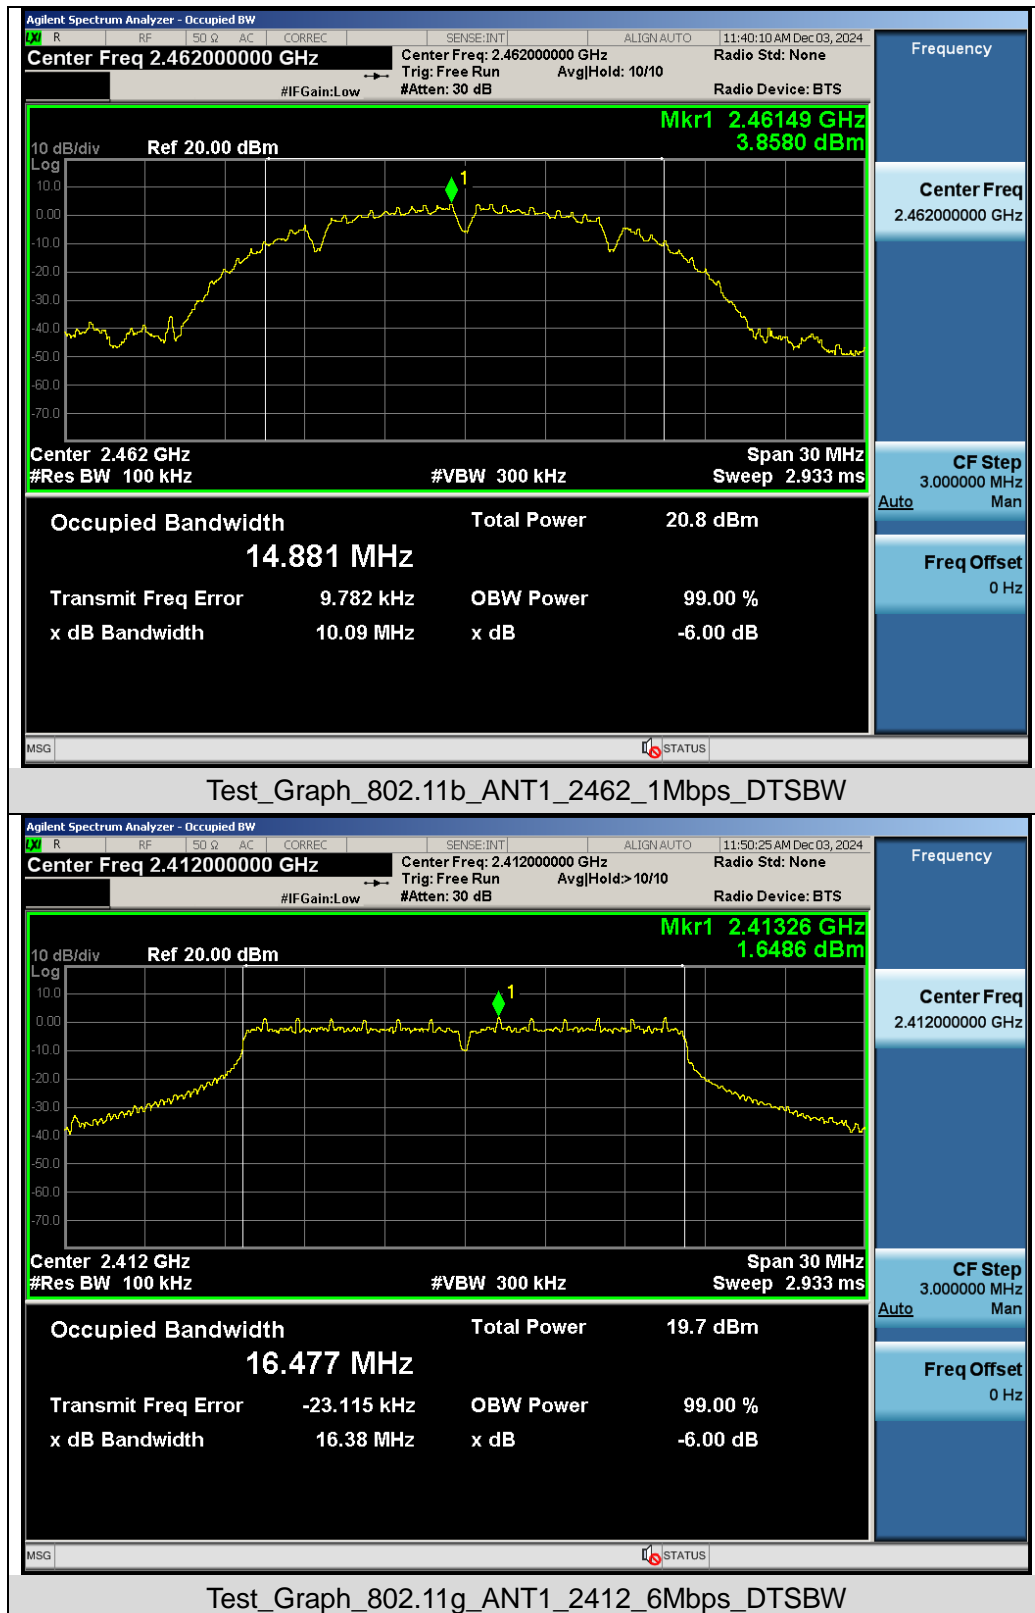 Agilent Spectrum Analyzer - Occupied BW
LXI R RF 50 Ω AC CORREC SENSE:INT ALIGN AUTO 11:40:10 AM Dec 03, 2024
Center Freq 2.462000000 GHz Center Freq: 2.462000000 GHz Radio Std: None Frequency
Trig: Free Run Avg|Hold: 10/10
#IFGain:Low #Atten: 30 dB Radio Device: BTS
Mkr1 2.46149 GHz
10 dB/div Ref 20.00 dBm 3.8580 dBm
Log
1
10.0
0.00
-10.0
-20.0
-30.0
-40.0
-50.0
-60.0
-70.0
Center Freq
2.462000000 GHz
Center 2.462 GHz Span 30 MHz
#Res BW 100 kHz #VBW 300 kHz Sweep 2.933 ms
CF Step
3.000000 MHz
Auto Man
Occupied Bandwidth Total Power 20.8 dBm
14.881 MHz
Freq Offset
0 Hz
Transmit Freq Error 9.782 kHz OBW Power 99.00 %
x dB Bandwidth 10.09 MHz x dB -6.00 dB
MSG STATUS
Test_Graph_802.11b_ANT1_2462_1Mbps_DTSBW
Agilent Spectrum Analyzer - Occupied BW
LXI R RF 50 Ω AC CORREC SENSE:INT ALIGN AUTO 11:50:25 AM Dec 03, 2024
Center Freq 2.412000000 GHz Center Freq: 2.412000000 GHz Radio Std: None Frequency
Trig: Free Run Avg|Hold:>10/10
#IFGain:Low #Atten: 30 dB Radio Device: BTS
Mkr1 2.41326 GHz
10 dB/div Ref 20.00 dBm 1.6486 dBm
Log
1
10.0
0.00
-10.0
-20.0
-30.0
-40.0
-50.0
-60.0
-70.0
Center Freq
2.412000000 GHz
Center 2.412 GHz Span 30 MHz
#Res BW 100 kHz #VBW 300 kHz Sweep 2.933 ms
CF Step
3.000000 MHz
Auto Man
Occupied Bandwidth Total Power 19.7 dBm
16.477 MHz
Freq Offset
0 Hz
Transmit Freq Error -23.115 kHz OBW Power 99.00 %
x dB Bandwidth 16.38 MHz x dB -6.00 dB
MSG STATUS
Test_Graph_802.11g_ANT1_2412_6Mbps_DTSBW